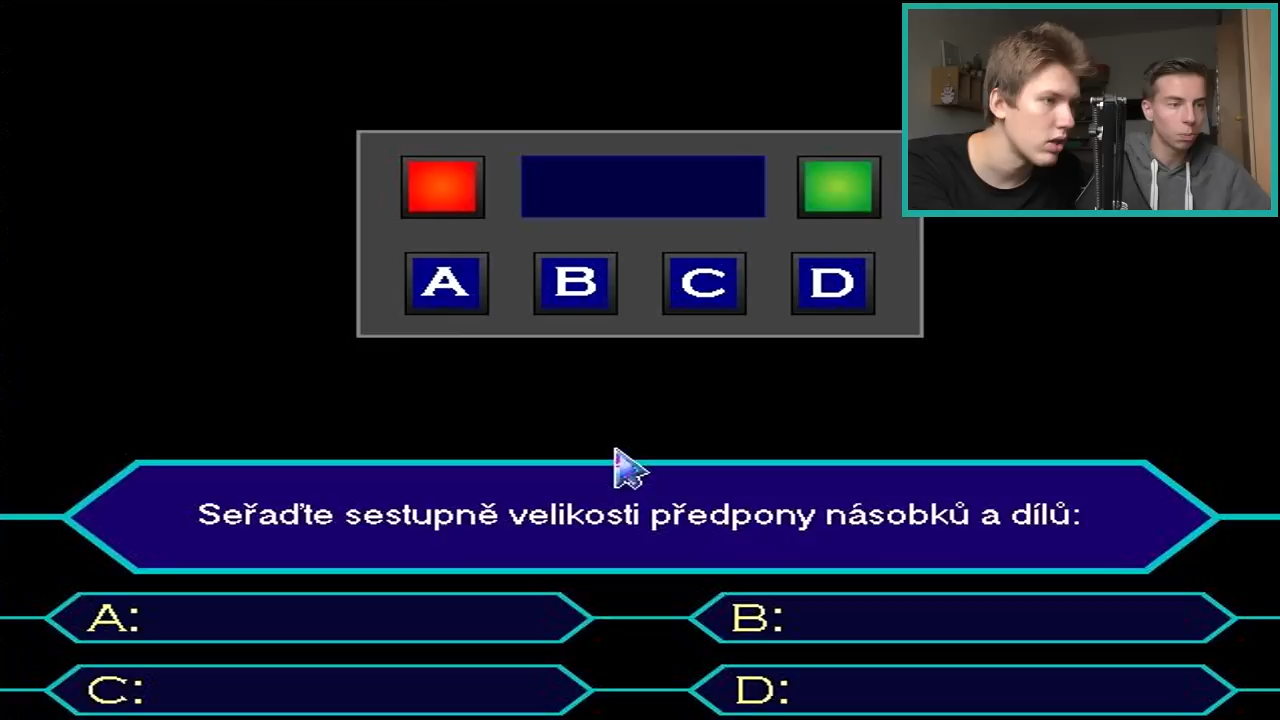 A B C D
Seřaďte sestupně velikosti předpony násobků a dílů:
A:
B:
C:
D: